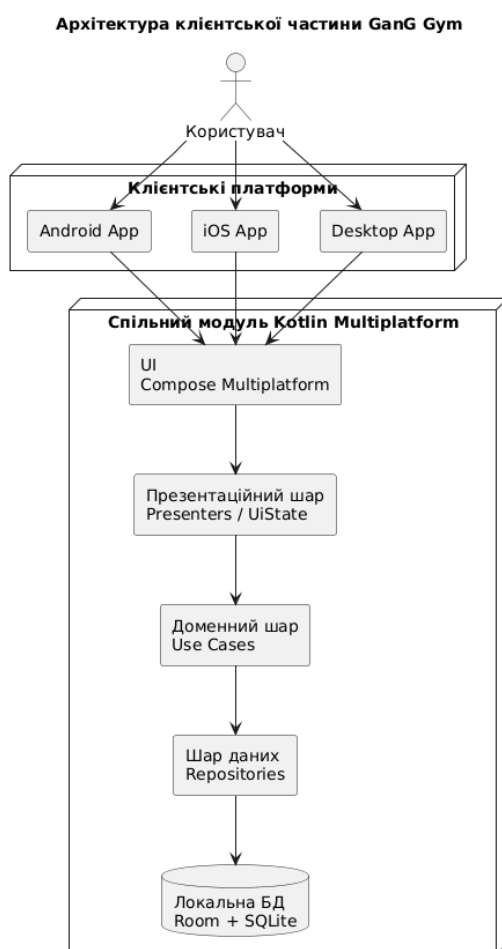 Архітектура клієнтської частини GanG Gym
Користувач
Клієнтські платформи
Android App
iOS App
Desktop App
Спільний модуль Kotlin Multiplatform
UI
Compose Multiplatform
Презентаційний шар
Presenters / UiState
Доменний шар
Use Cases
Шар даних
Repositories
Локальна БД
Room + SQLite